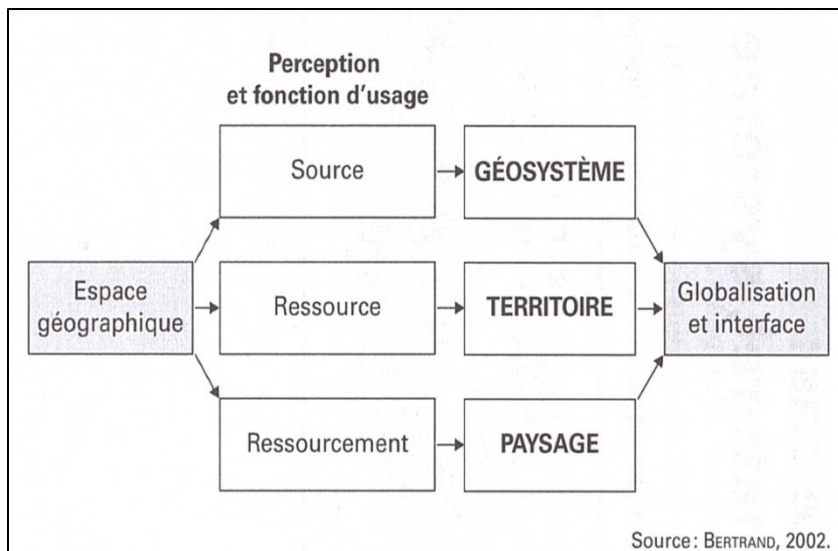 Perception
et fonction d'usage
Source
GÉOSYSTÈME
Espace
géographique
Ressource
TERRITOIRE
Globalisation
et interface
Ressourcement
PAYSAGE
Source: BERTRAND, 2002.